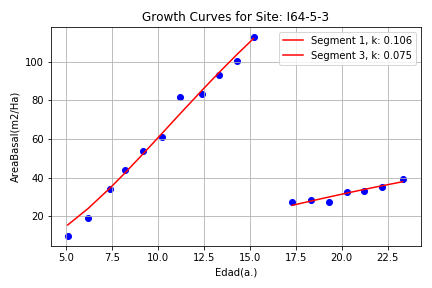 Growth Curves for Site: I64-5-3
Segment 1, k: 0.106
Segment 3, k: 0.075
AreaBasal(m2/Ha)
100
80
60
40
20
5.0 7.5 10.0 12.5 15.0 17.5 20.0 22.5
Edad(a.)